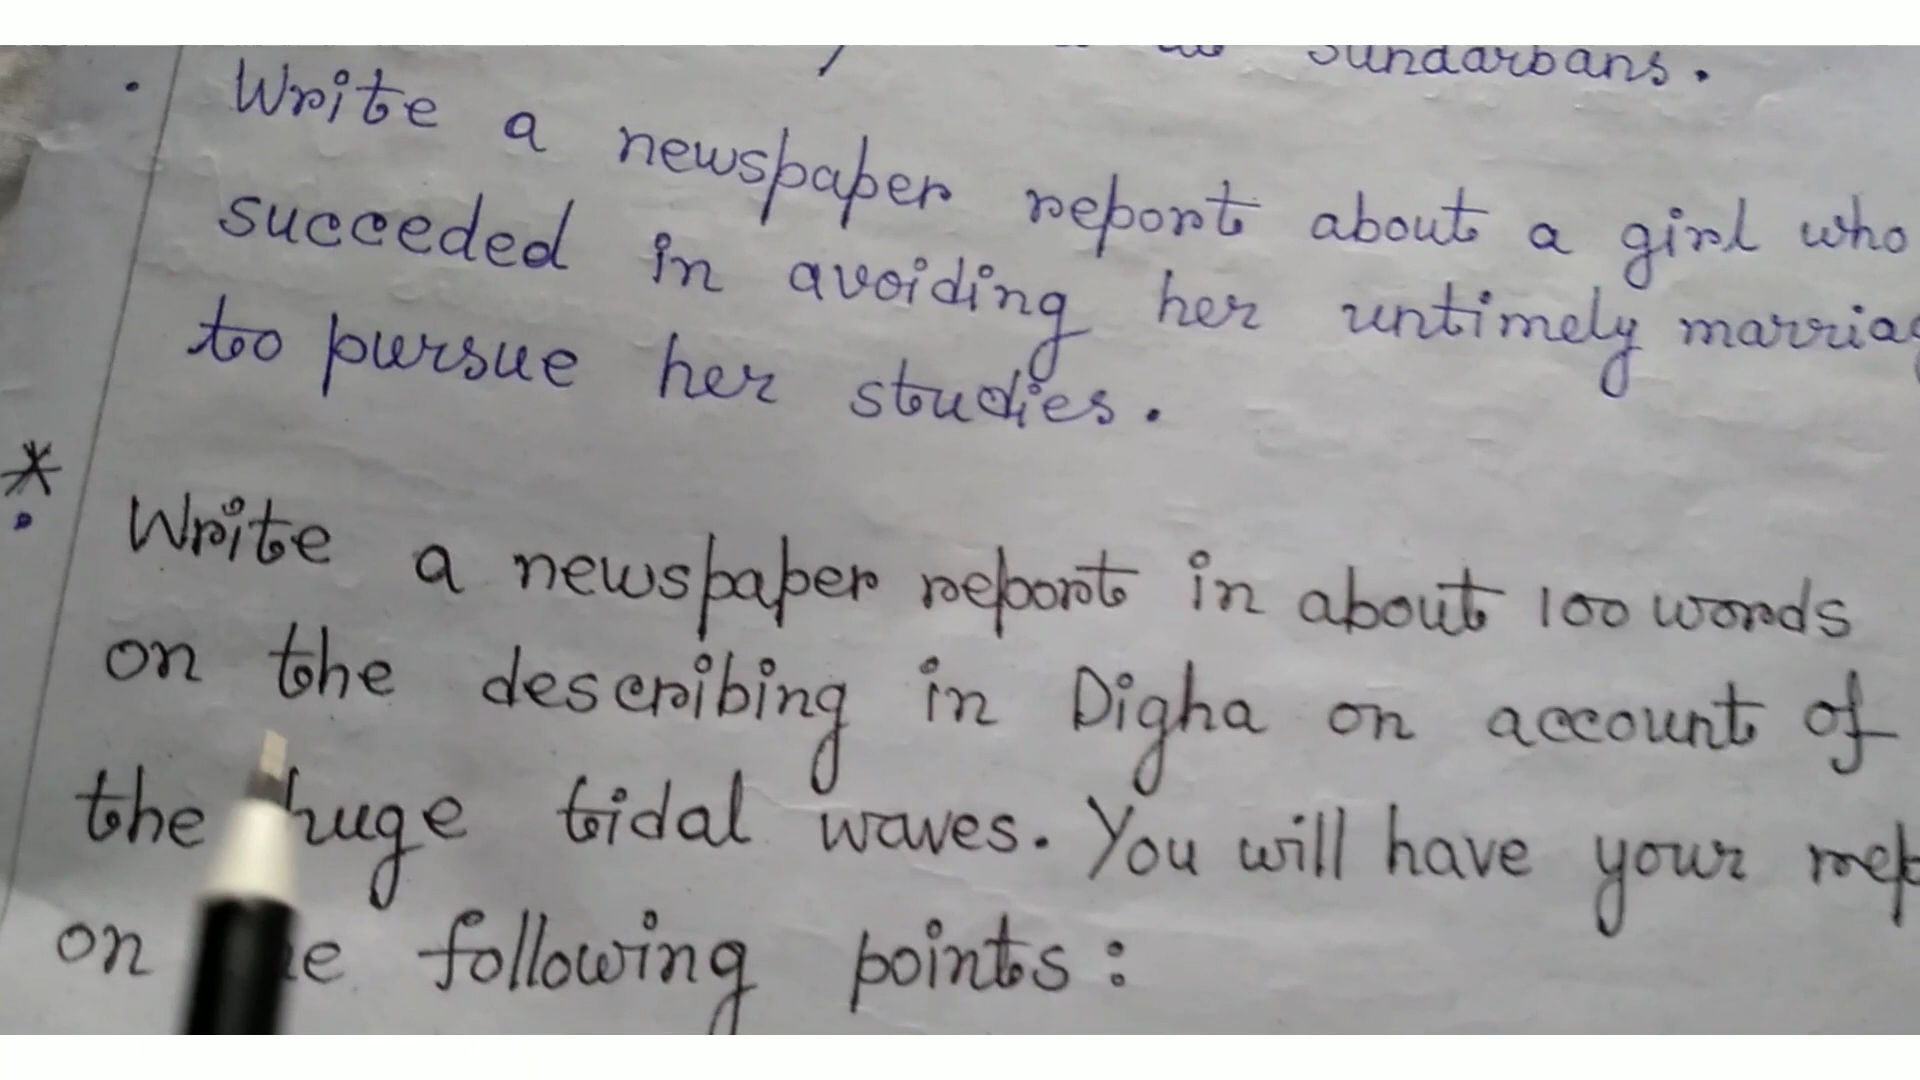 Sundarbans.
Write a newspaper report about a girl who
succeded in avoiding her untimely
to pursue her studies.
Write a newspaper report in about 100 words
on the describing in Digha on account of
the huge tidal waves. You will have your
on following points: